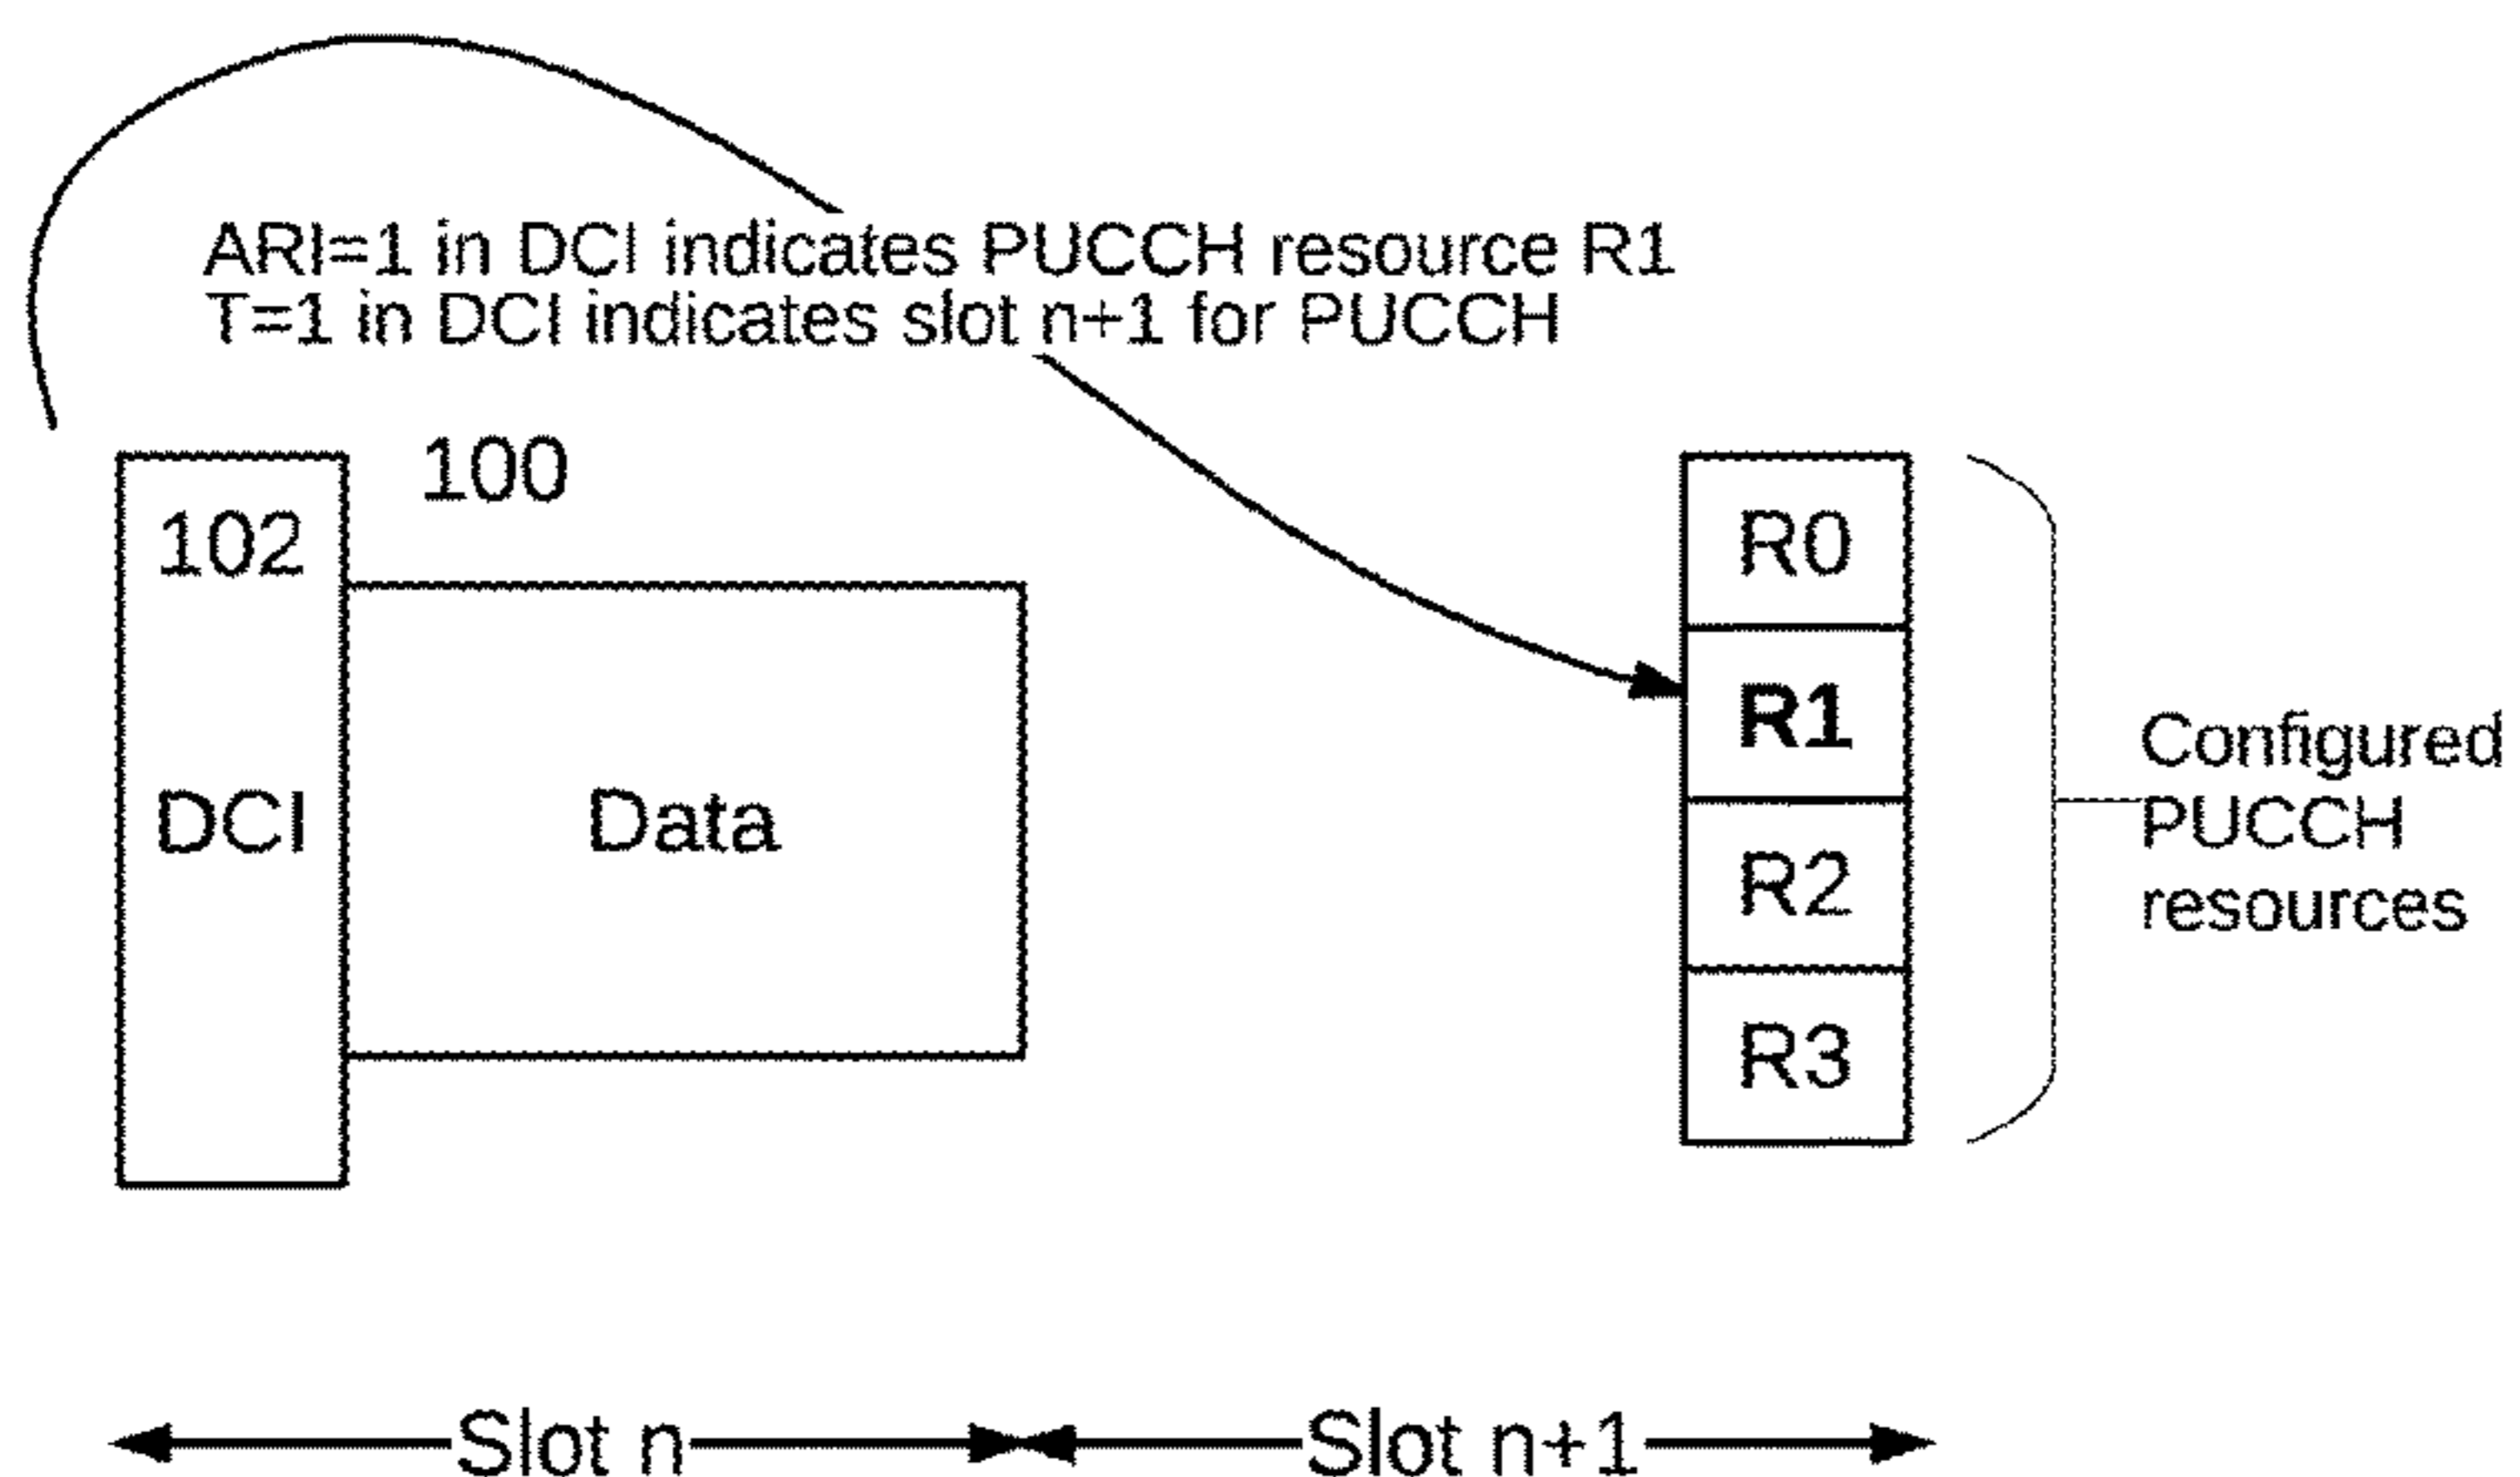 ARI=1 in DCI indicates PUCCH resource R1
T=1 in DCI indicates slot n+1 for PUCCH
100
102
DCI
Data
R0
R1
R2
R3
Configured
PUCCH
resources
Slot n
Slot n+1